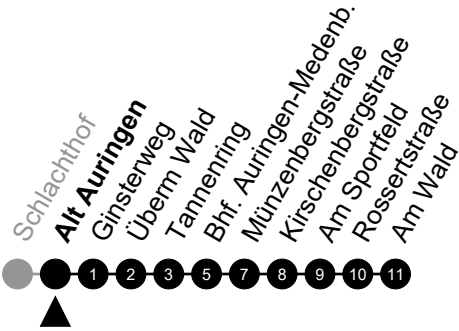 Schlachthof
Alt Auringen
Ginsterweg
Überm Wald
Tannenring
Bhf. Auringen-Medenb.
Münzenbergstraße
Kirschenbergstraße
Am Sportfeld
Rossertstraße
Am Wald
1 2 3 5 7 8 9 10 11